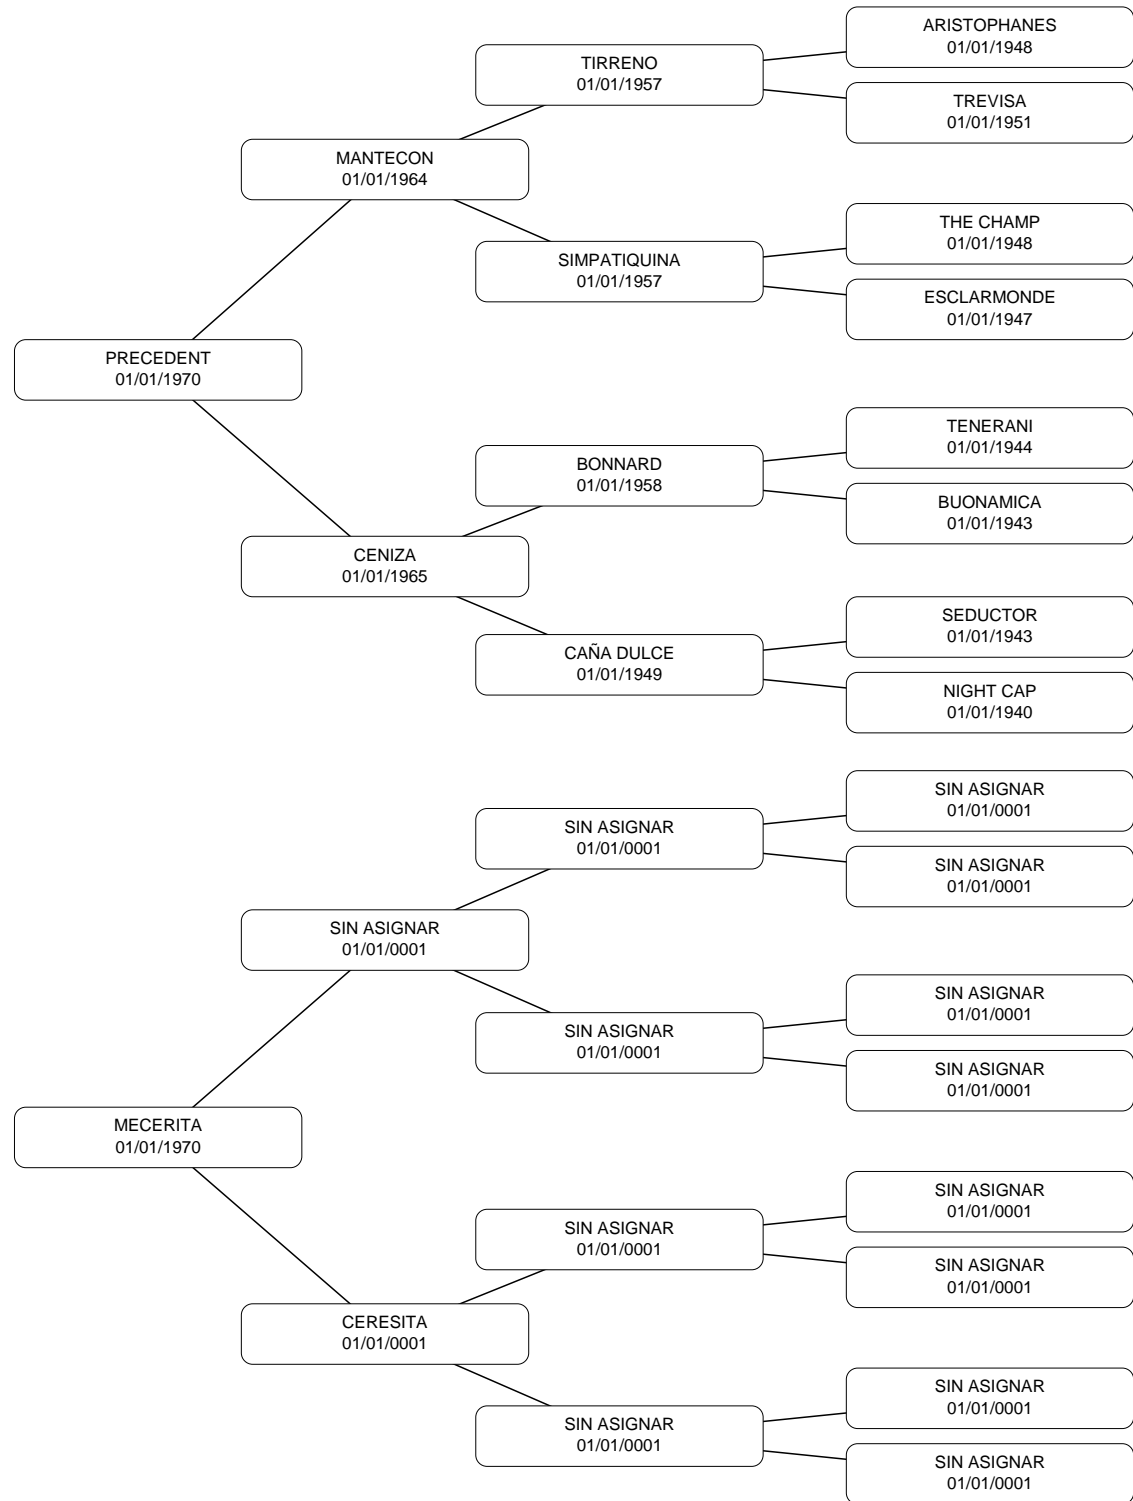 ARISTOPHANES
01/01/1948
TIRRENO
01/01/1957
TREVISA
01/01/1951
MANTECON
01/01/1964
THE CHAMP
01/01/1948
SIMPATIQUINA
01/01/1957
ESCLARMONDE
01/01/1947
PRECEDENT
01/01/1970
TENERANI
01/01/1944
BONNARD
01/01/1958
BUONAMICA
01/01/1943
CENIZA
01/01/1965
SEDUCTOR
01/01/1943
CAÑA DULCE
01/01/1949
NIGHT CAP
01/01/1940
SIN ASIGNAR
01/01/0001
SIN ASIGNAR
01/01/0001
SIN ASIGNAR
01/01/0001
SIN ASIGNAR
01/01/0001
SIN ASIGNAR
01/01/0001
SIN ASIGNAR
01/01/0001
SIN ASIGNAR
01/01/0001
MECERITA
01/01/1970
SIN ASIGNAR
01/01/0001
SIN ASIGNAR
01/01/0001
SIN ASIGNAR
01/01/0001
CERESITA
01/01/0001
SIN ASIGNAR
01/01/0001
SIN ASIGNAR
01/01/0001
SIN ASIGNAR
01/01/0001